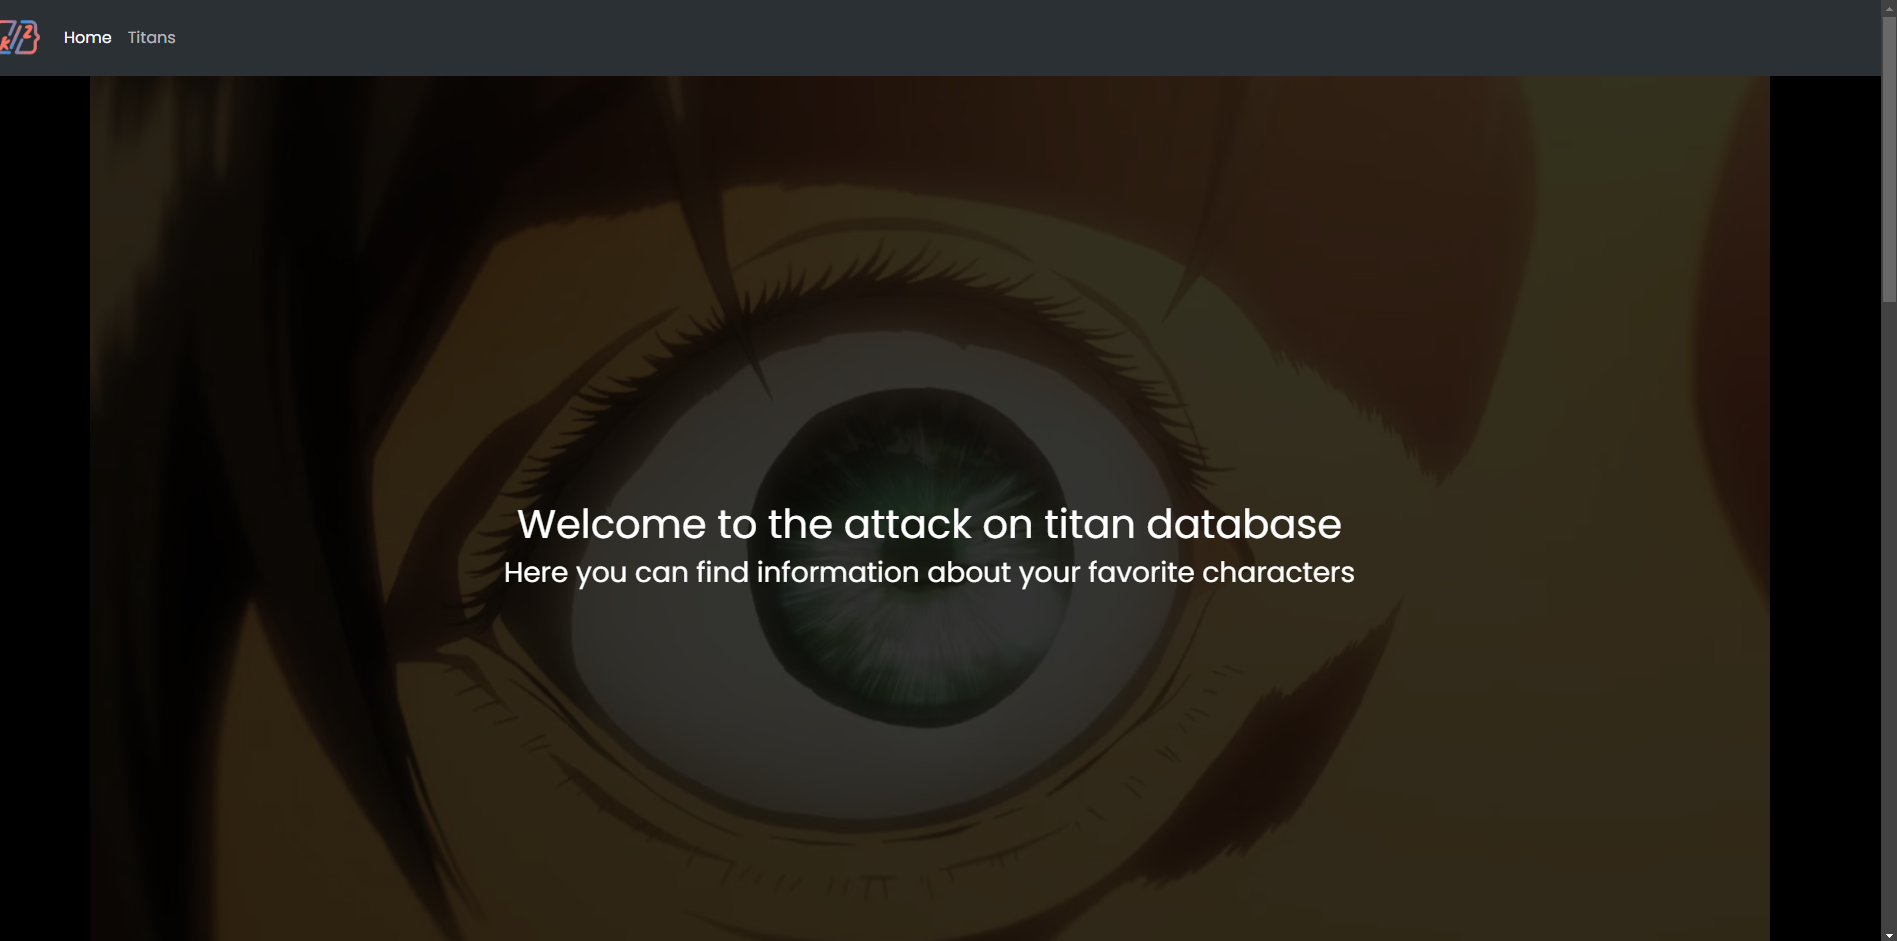 Home Titans
Welcome to the attack on titan database
Here you can find information about your favorite characters